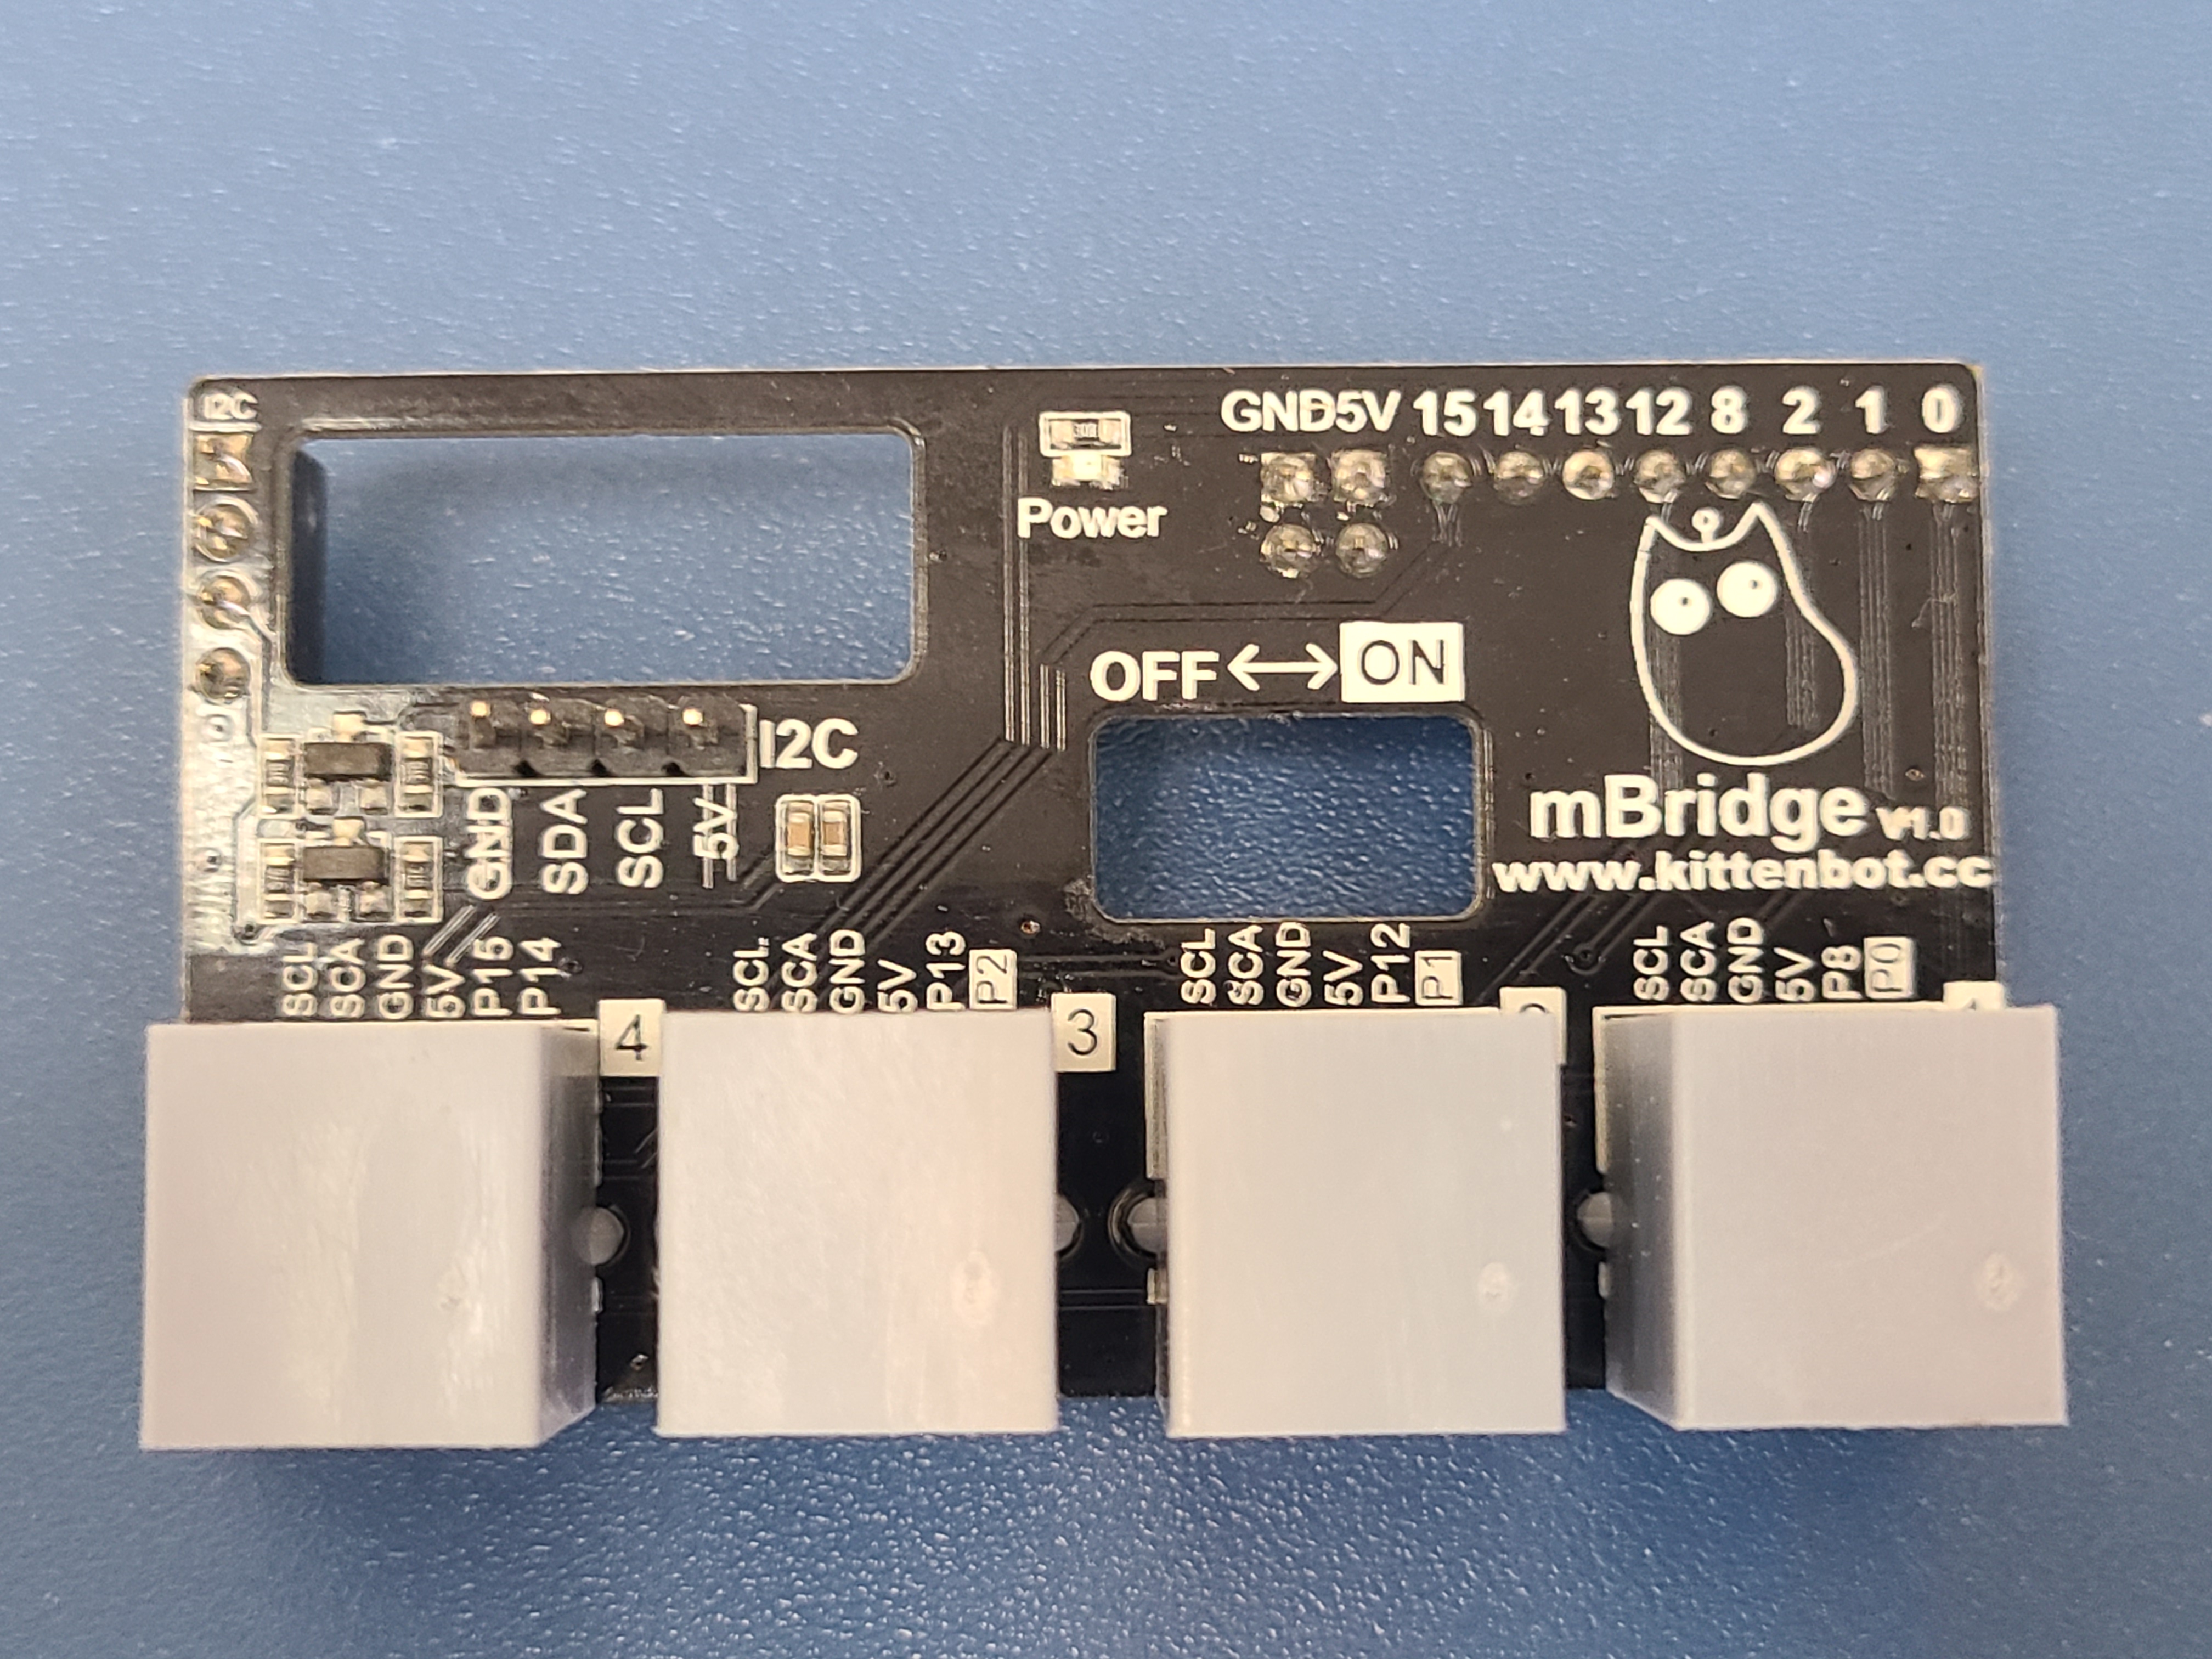 I2C
GND 5V 15 14 13 12 8 2 1 0
Power
OFF ↔ ON
I2C
GND
SDA
SCL
5V
mBridge V1.0
www.kittenbot.cc
SCL
SCA
GND
5V
P15
P14
4
SCL
SCA
GND
5V
P13
P2
3
SCL
SCA
GND
5V
P12
P1
SCL
SCA
GND
5V
P8
P0